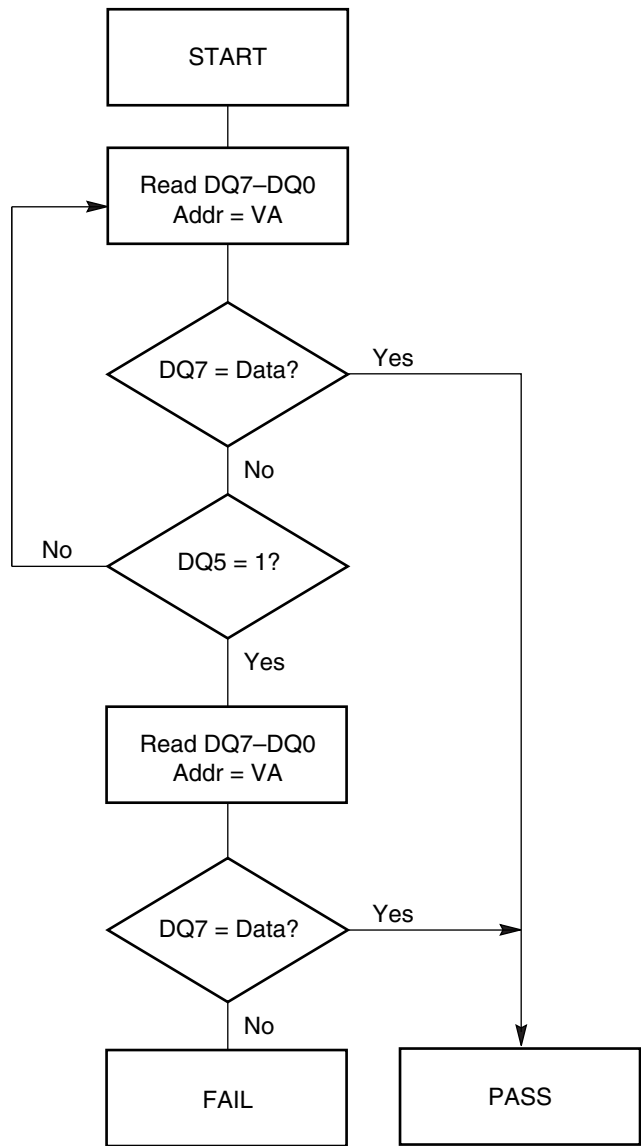 START
Read DQ7–DQ0
Addr = VA
DQ7 = Data?
Yes
No
DQ5 = 1?
No
Yes
Read DQ7–DQ0
Addr = VA
DQ7 = Data?
Yes
No
FAIL
PASS